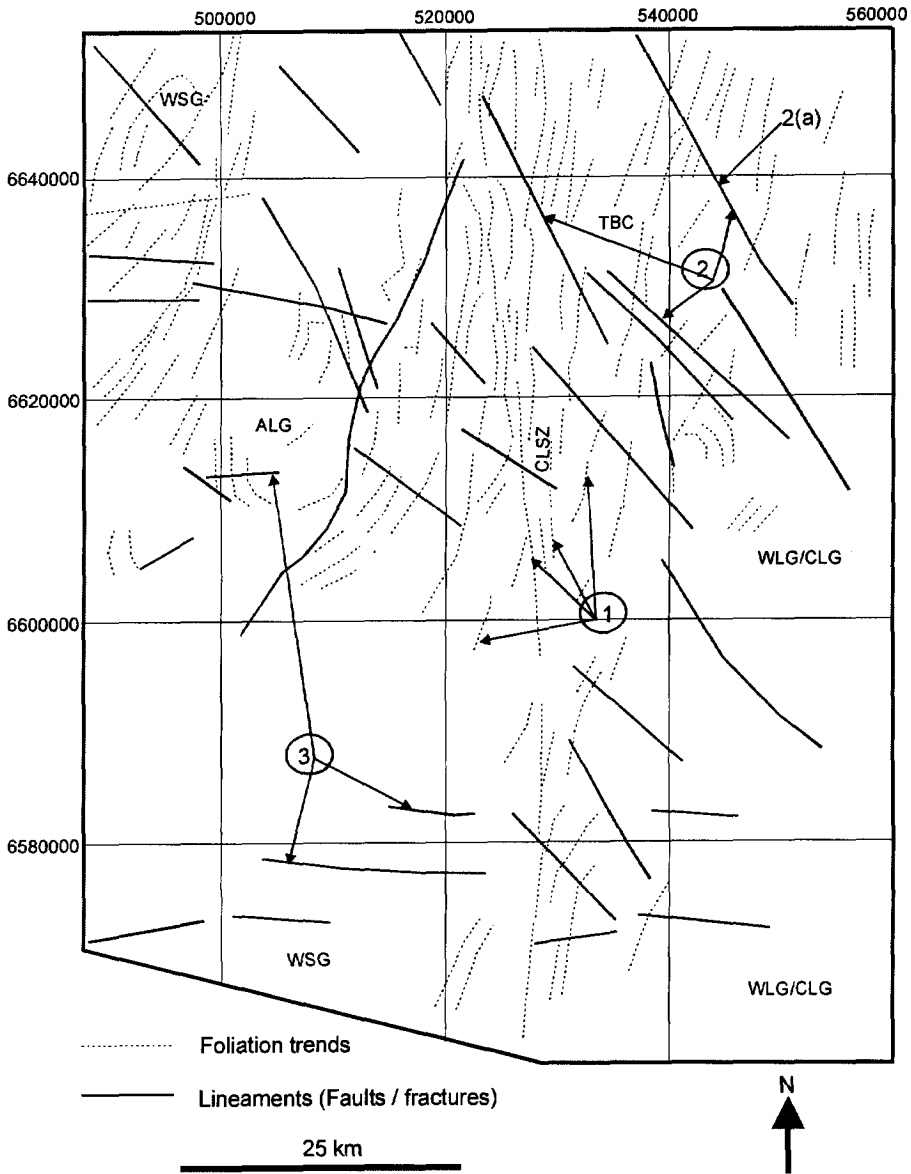 500000 520000 540000 560000
WSG
2(a)
6640000
TBC
2
6620000
ALG
CLSZ
WLG/CLG
6600000
1
3
6580000
WSG
WLG/CLG
Foliation trends
Lineaments (Faults / fractures)
N
25 km